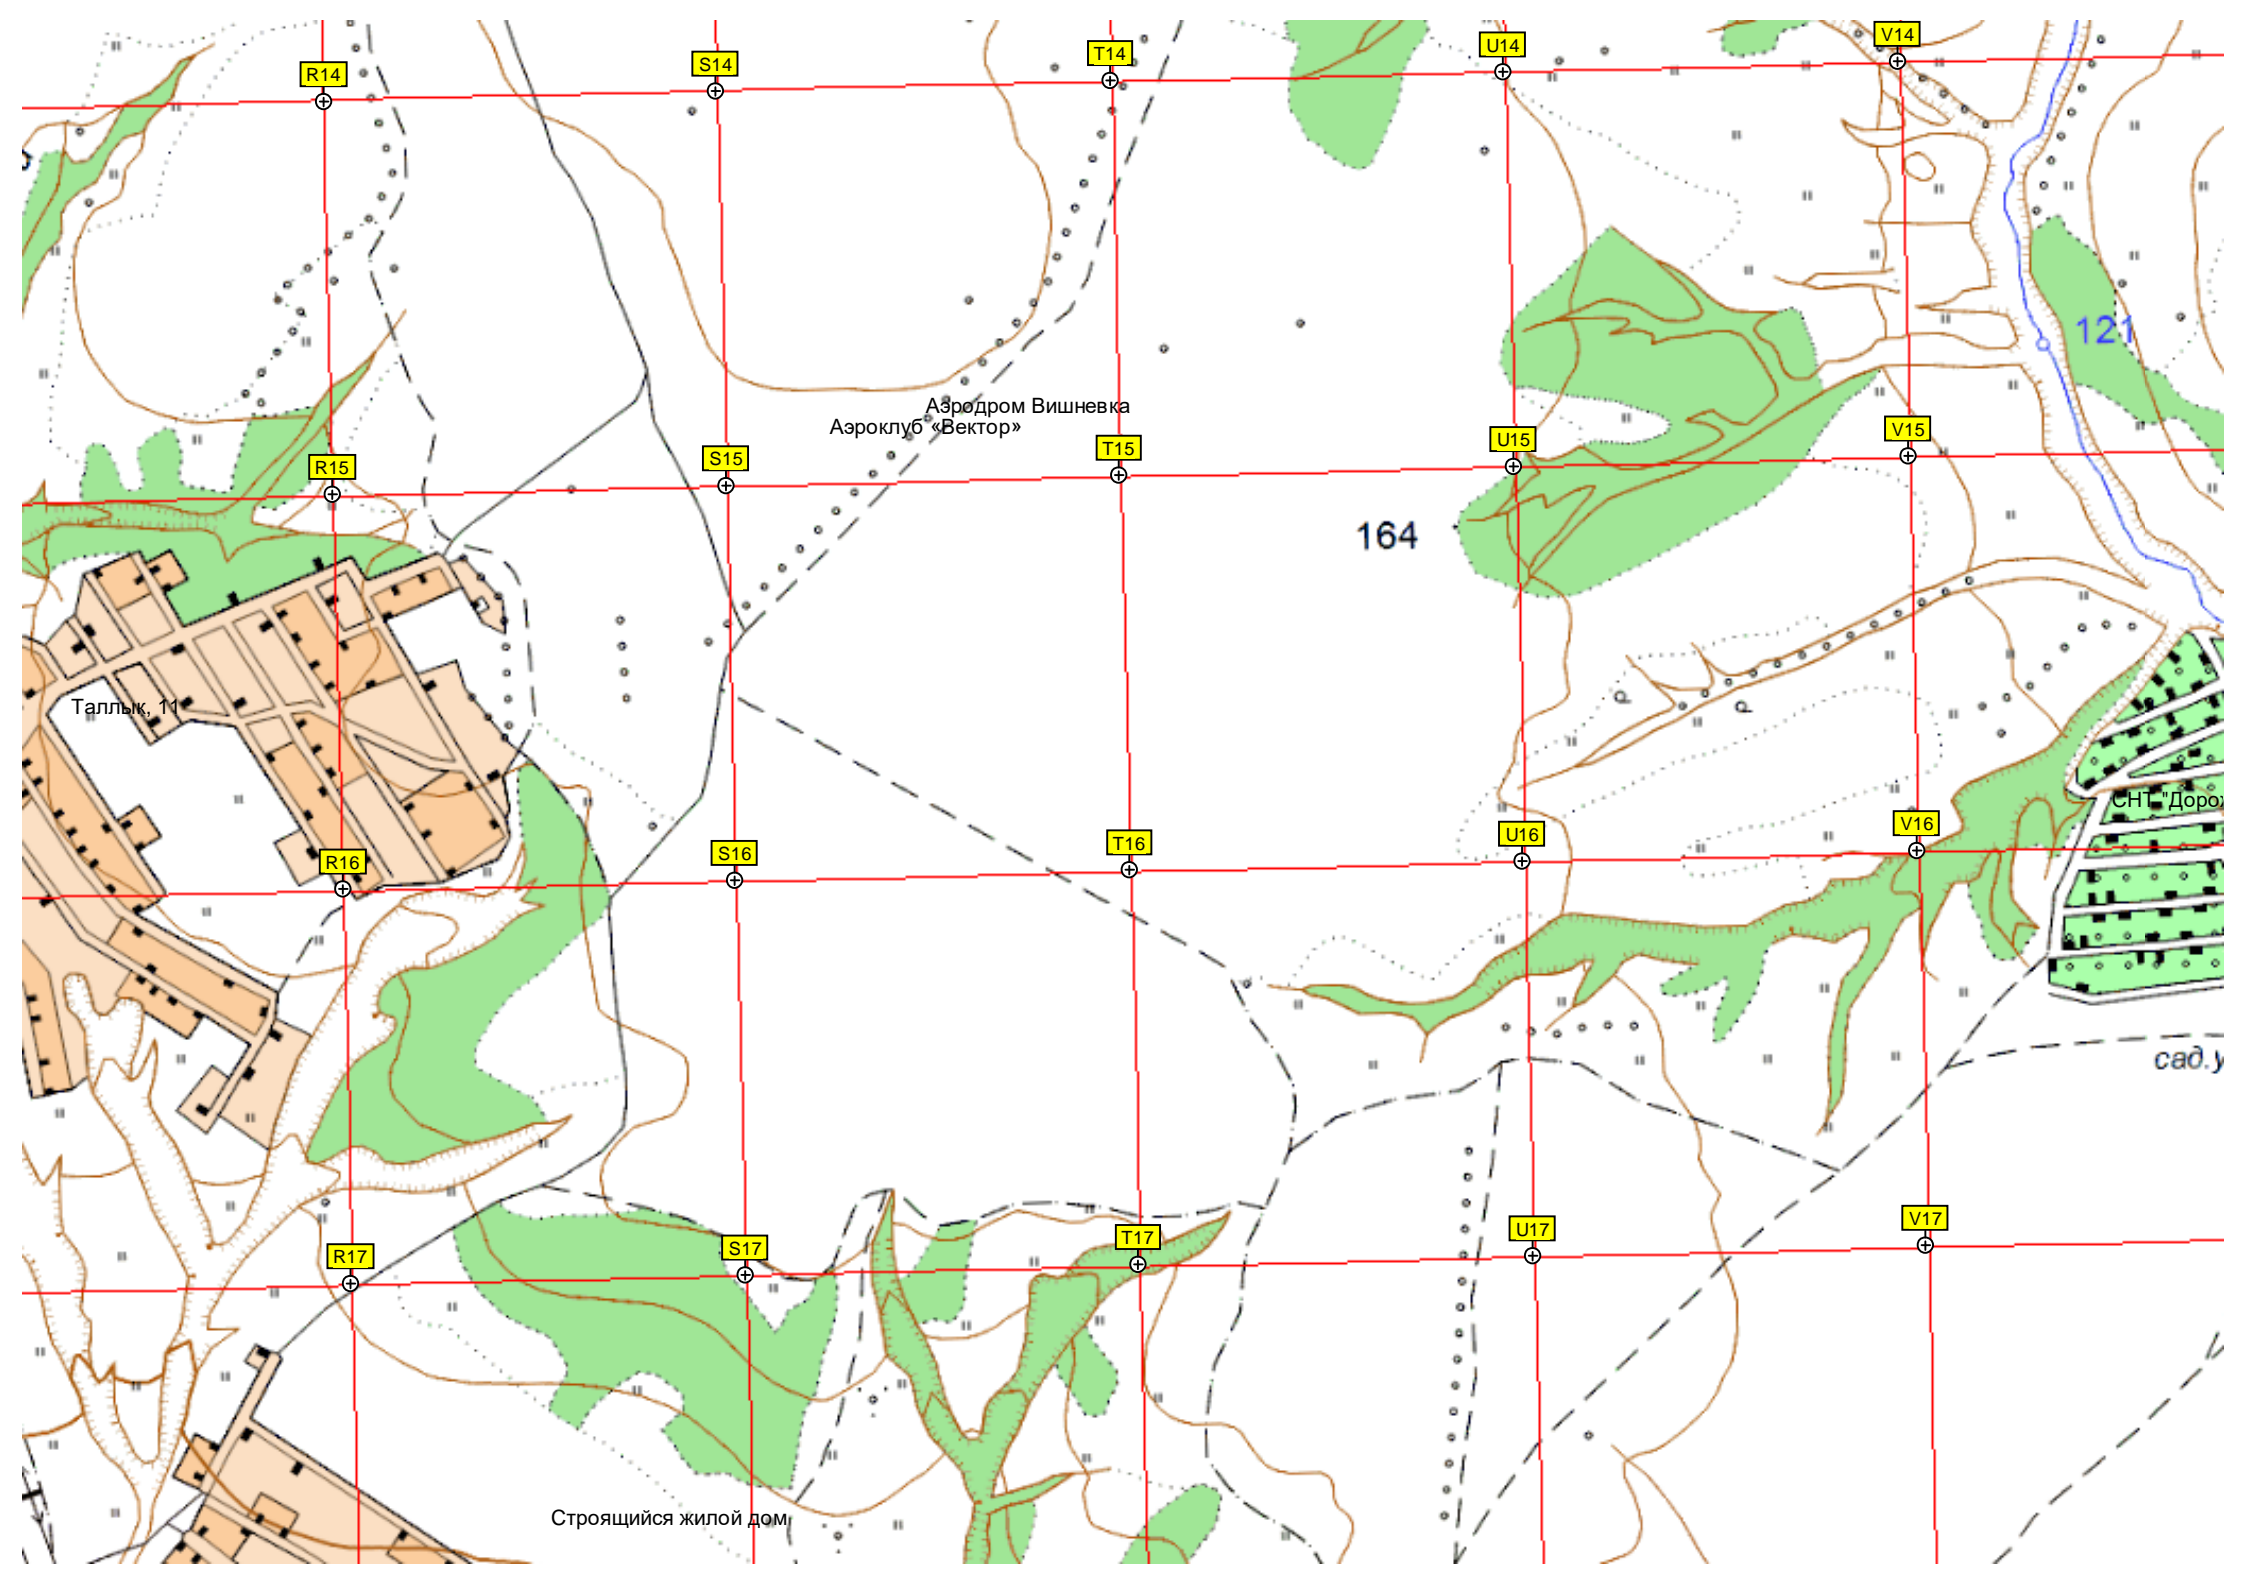 R14
S14
T14
U14
V14
121
Аэродром Вишневка
Аэроклуб «Вектор»
R15
S15
T15
U15
V15
164
Таллык, 11
СНТ "Доро
R16
S16
T16
U16
V16
сад.у
R17
S17
T17
U17
V17
Строящийся жилой дом